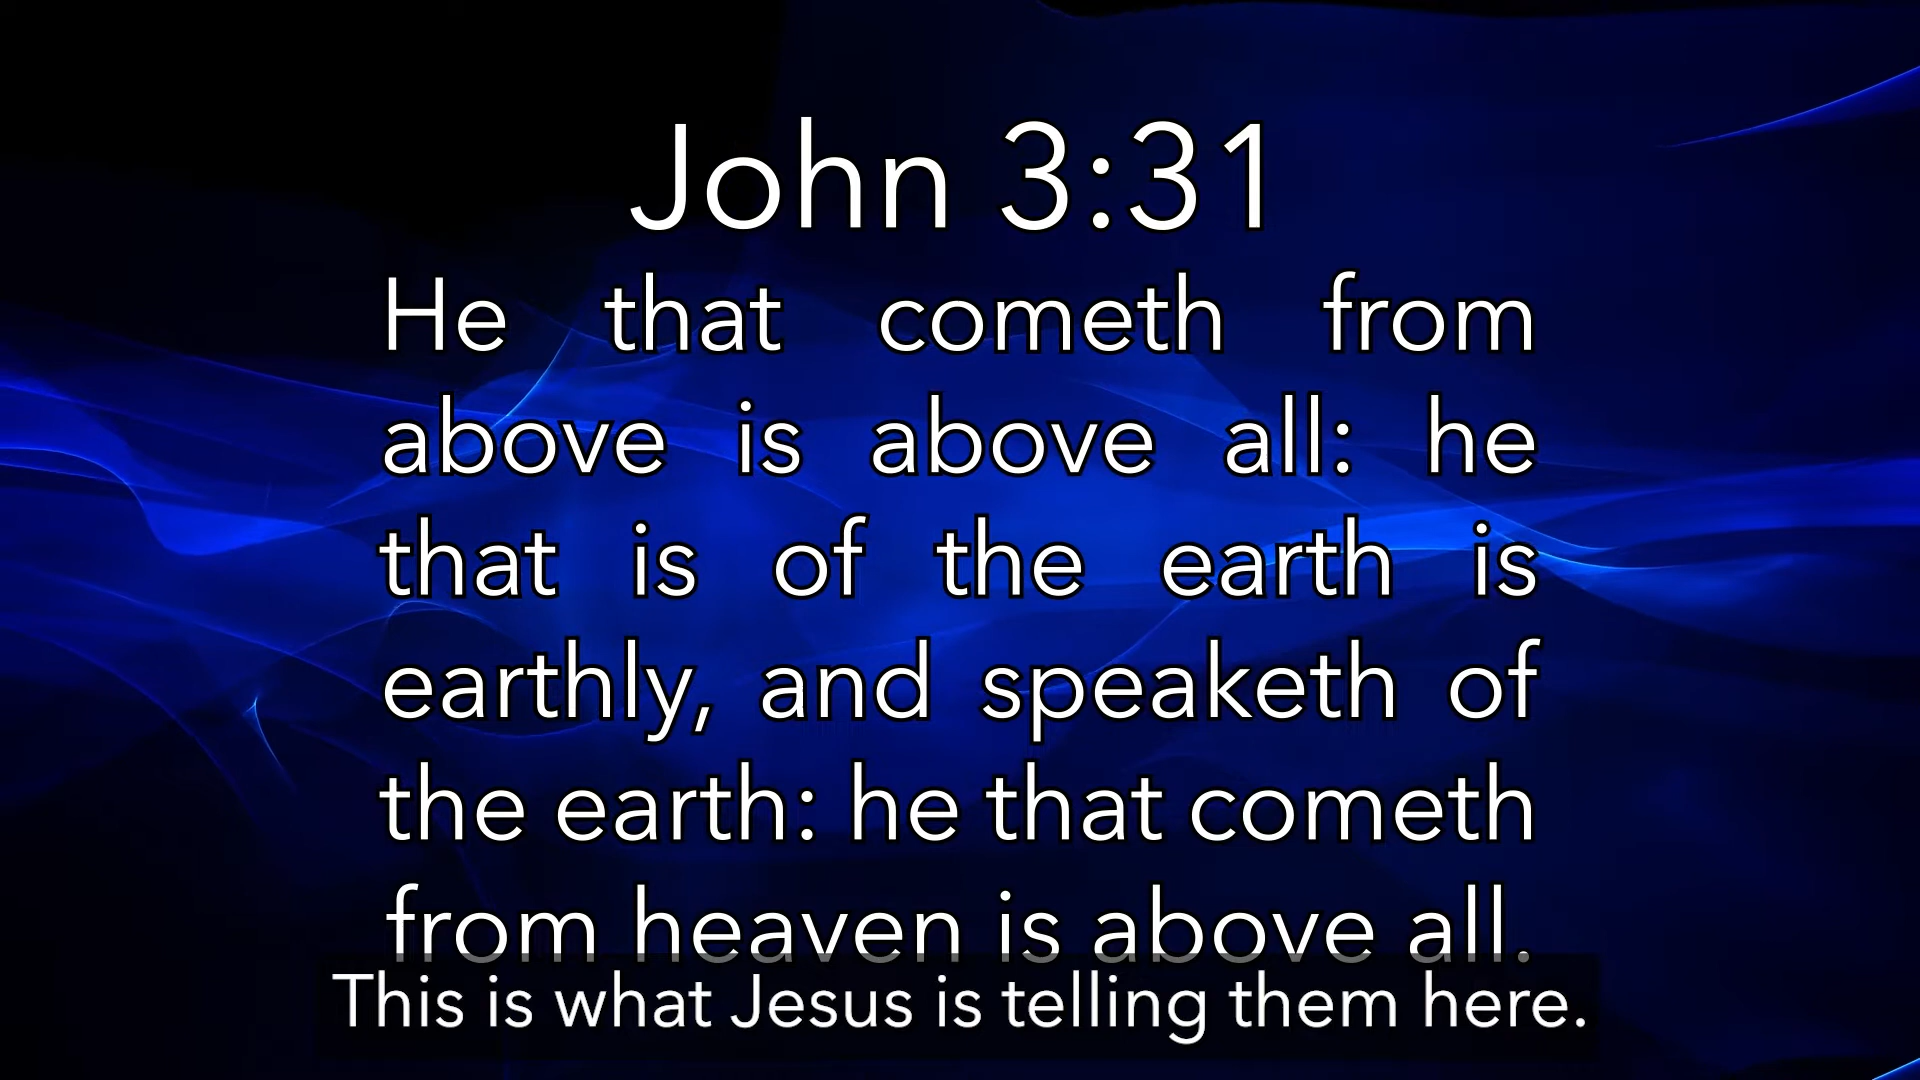 John 3:31
He that cometh from
above is above all: he
that is of the earth is
earthly, and speaketh of
the earth: he that cometh
from heaven is above all.
This is what Jesus is telling them here.